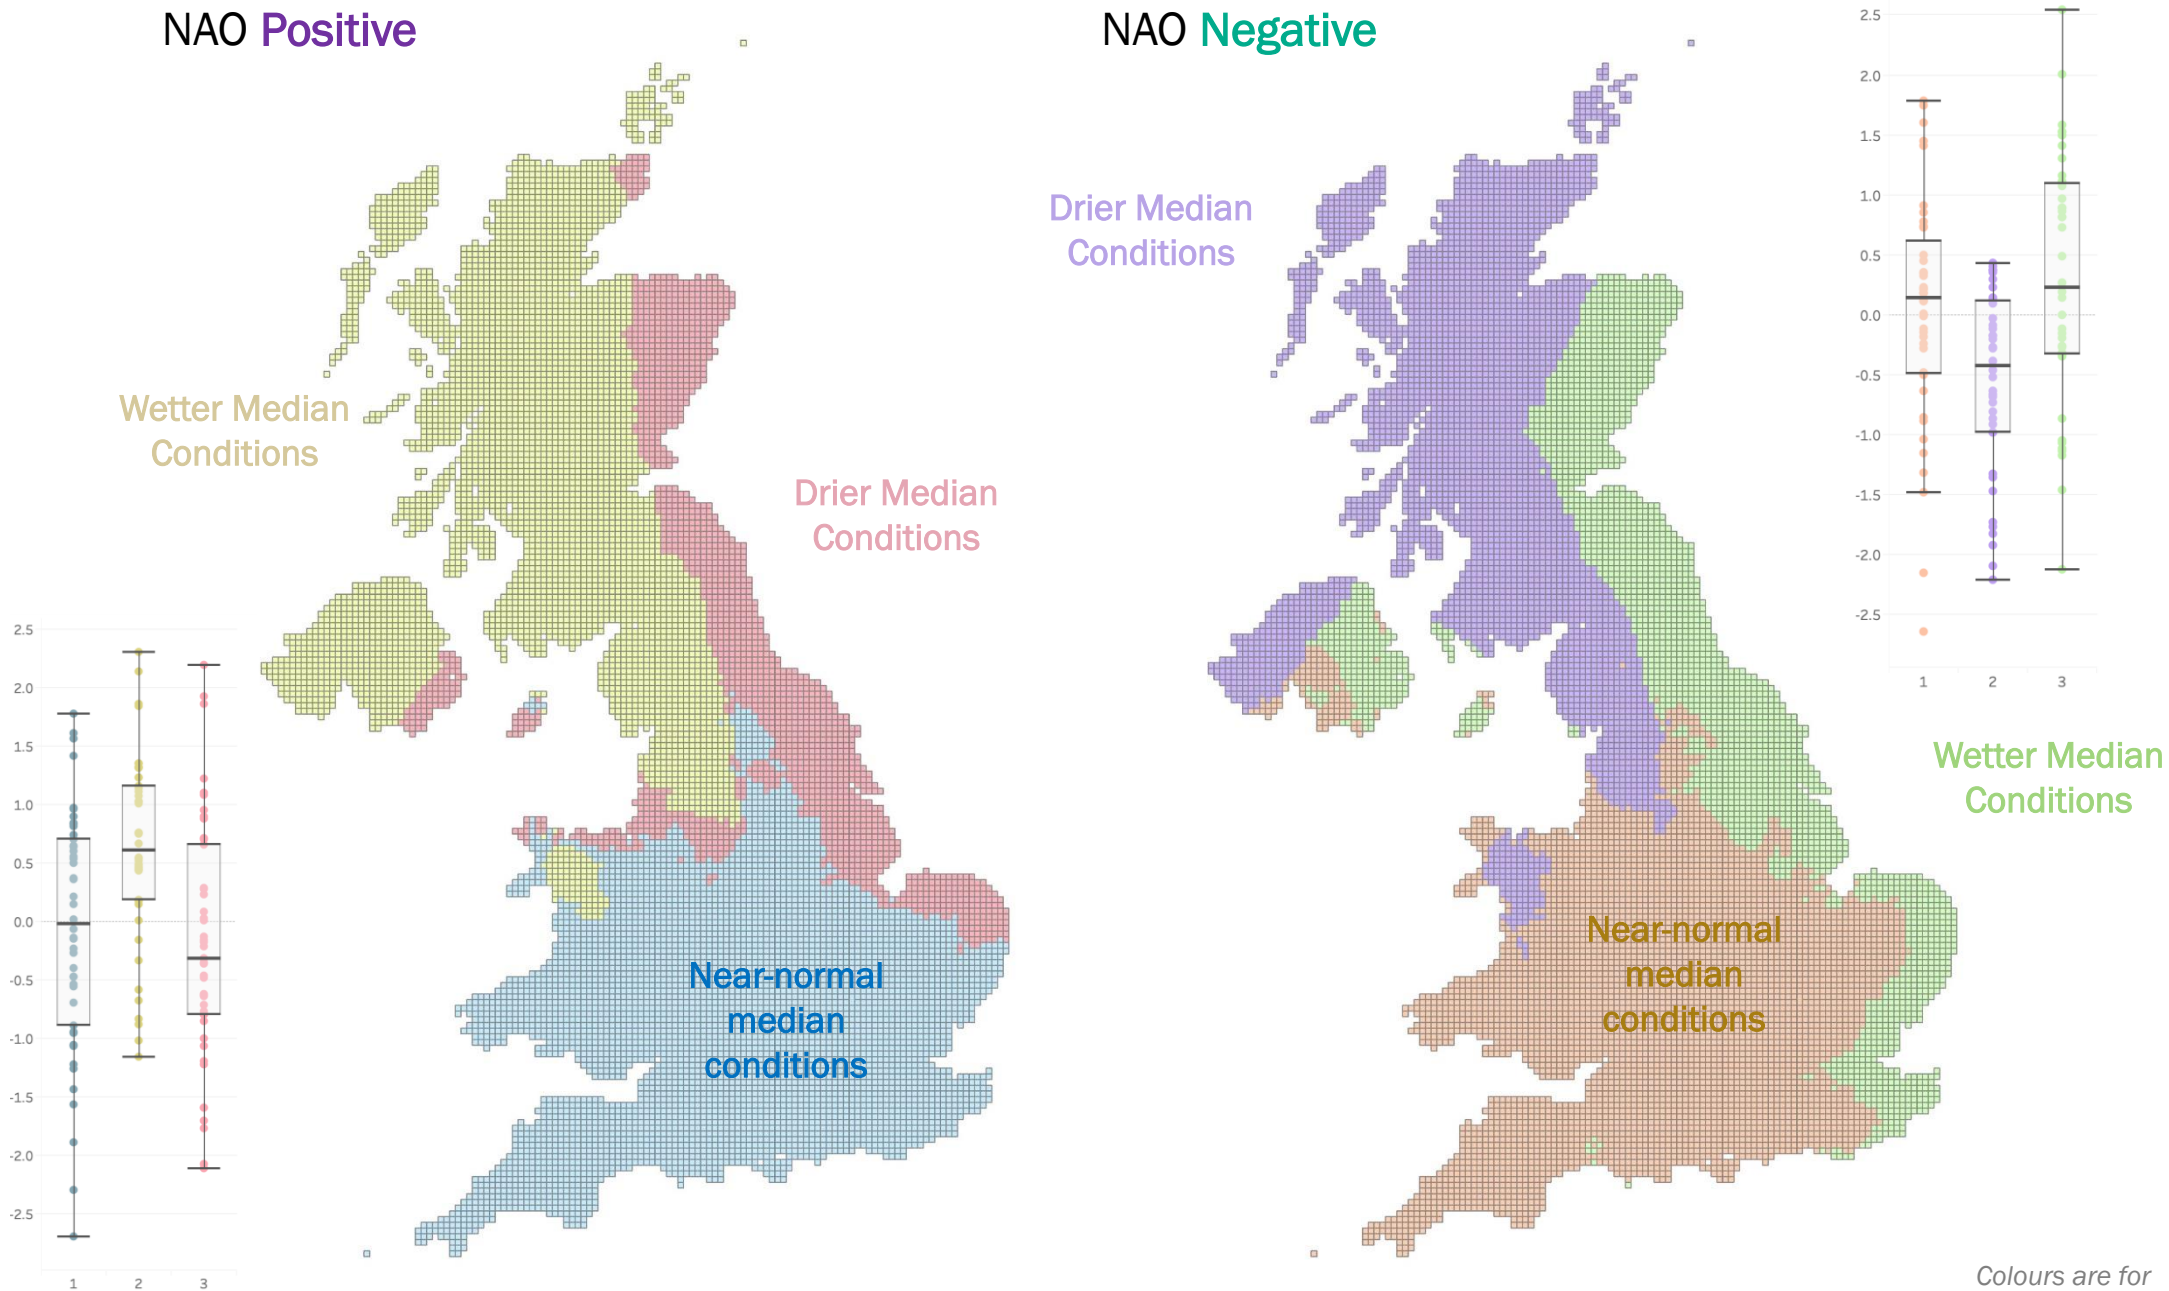 NAO Positive
NAO Negative
Wetter Median
Conditions
Drier Median
Conditions
Near-normal
median
conditions
2.5
2.0
1.5
1.0
0.5
0.0
-0.5
-1.0
-1.5
-2.0
-2.5
1 2 3
Drier Median
Conditions
Wetter Median
Conditions
Near-normal
median
conditions
2.5
2.0
1.5
1.0
0.5
0.0
-0.5
-1.0
-1.5
-2.0
-2.5
1 2 3
Colours are for